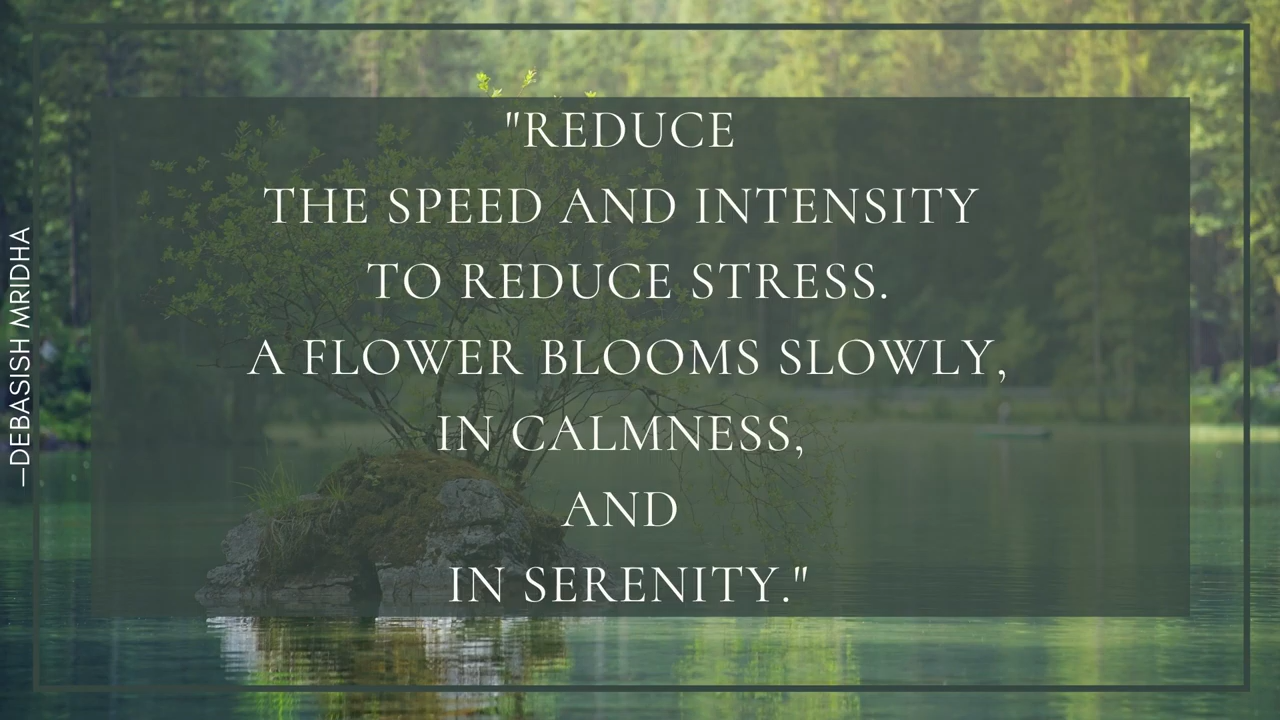 "REDUCE
THE SPEED AND INTENSITY
TO REDUCE STRESS.
A FLOWER BLOOMS SLOWLY,
IN CALMNESS,
AND
IN SERENITY."
—DEBASISH MRIDHA